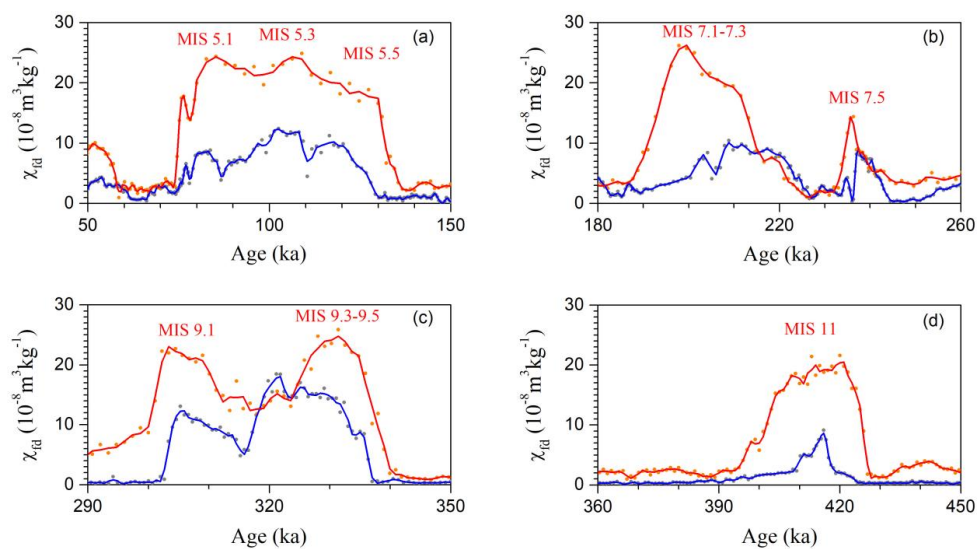 (a)
MIS 5.1 MIS 5.3 MIS 5.5
χfd (10⁻⁸ m³kg⁻¹)
30
20
10
0
50 100 150
Age (ka)
(b)
MIS 7.1-7.3
MIS 7.5
χfd (10⁻⁸ m³kg⁻¹)
30
20
10
0
180 220 260
Age (ka)
(c)
MIS 9.1 MIS 9.3-9.5
χfd (10⁻⁸ m³kg⁻¹)
30
20
10
0
290 320 350
Age (ka)
(d)
MIS 11
χfd (10⁻⁸ m³kg⁻¹)
30
20
10
0
360 390 420 450
Age (ka)